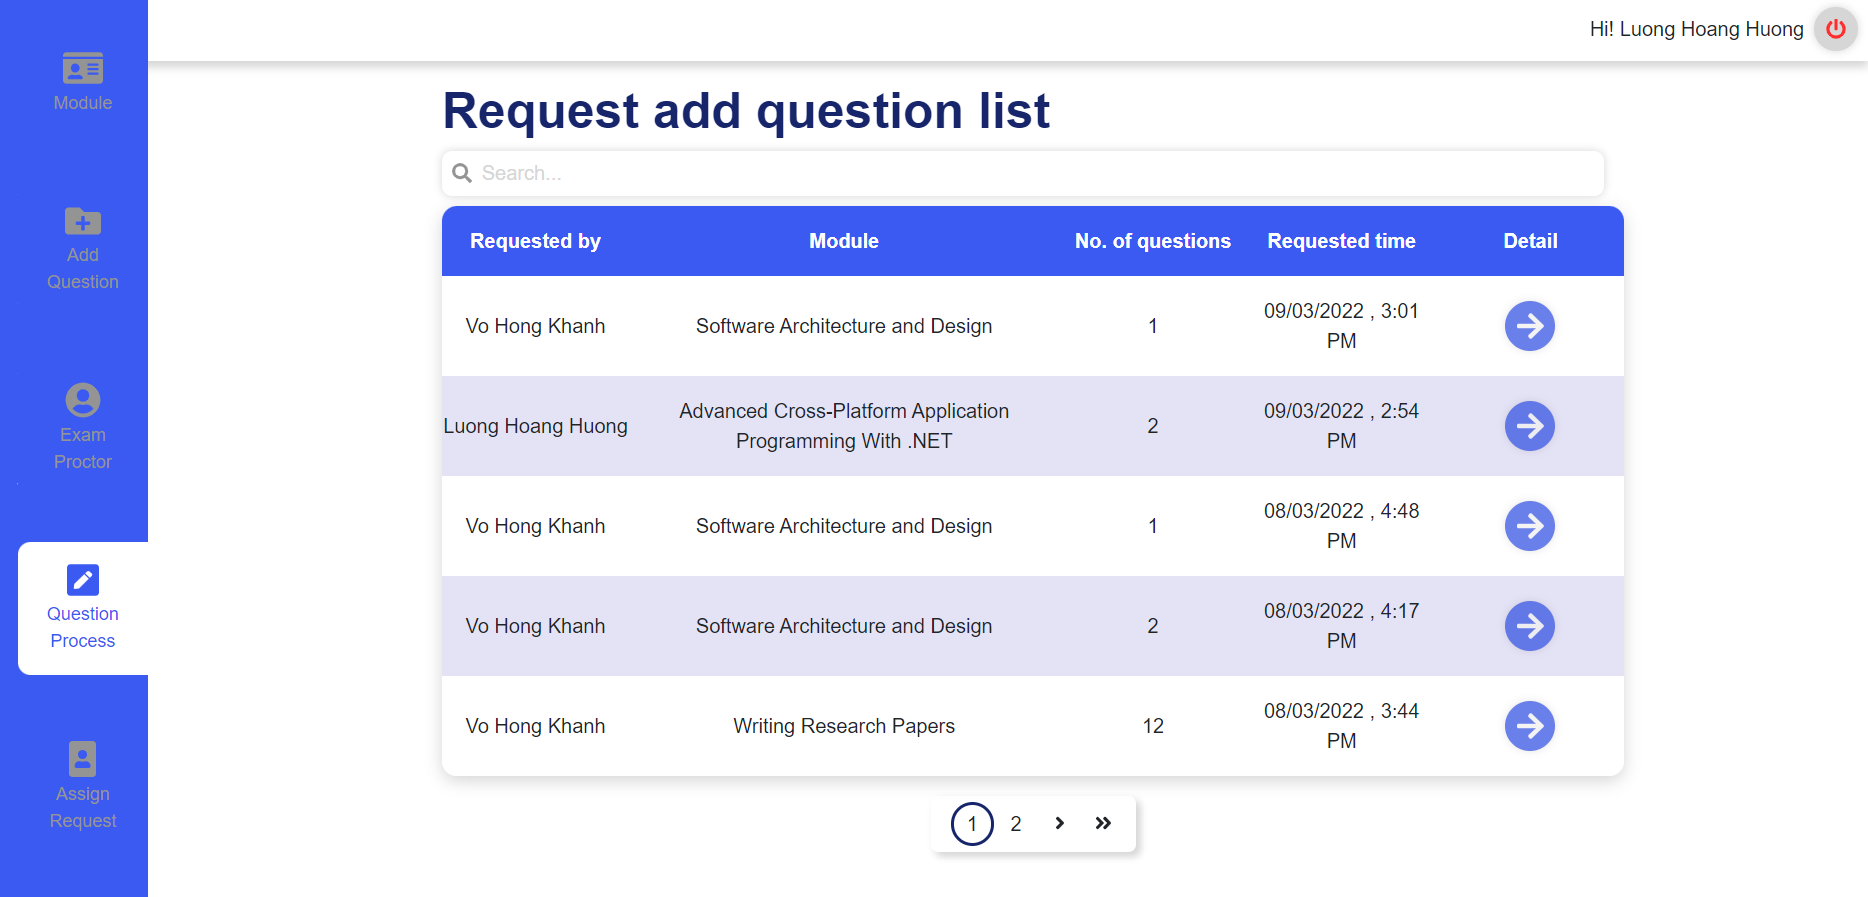 Hi! Luong Hoang Huong
Module
Add
Question
Exam
Proctor
Question
Process
Assign
Request
Request add question list
Search...
Requested by Module No. of questions Requested time Detail
Vo Hong Khanh Software Architecture and Design 1 09/03/2022 , 3:01
PM
Luong Hoang Huong Advanced Cross-Platform Application
Programming With .NET 2 09/03/2022 , 2:54
PM
Vo Hong Khanh Software Architecture and Design 1 08/03/2022 , 4:48
PM
Vo Hong Khanh Software Architecture and Design 2 08/03/2022 , 4:17
PM
Vo Hong Khanh Writing Research Papers 12 08/03/2022 , 3:44
PM
1 2 › »